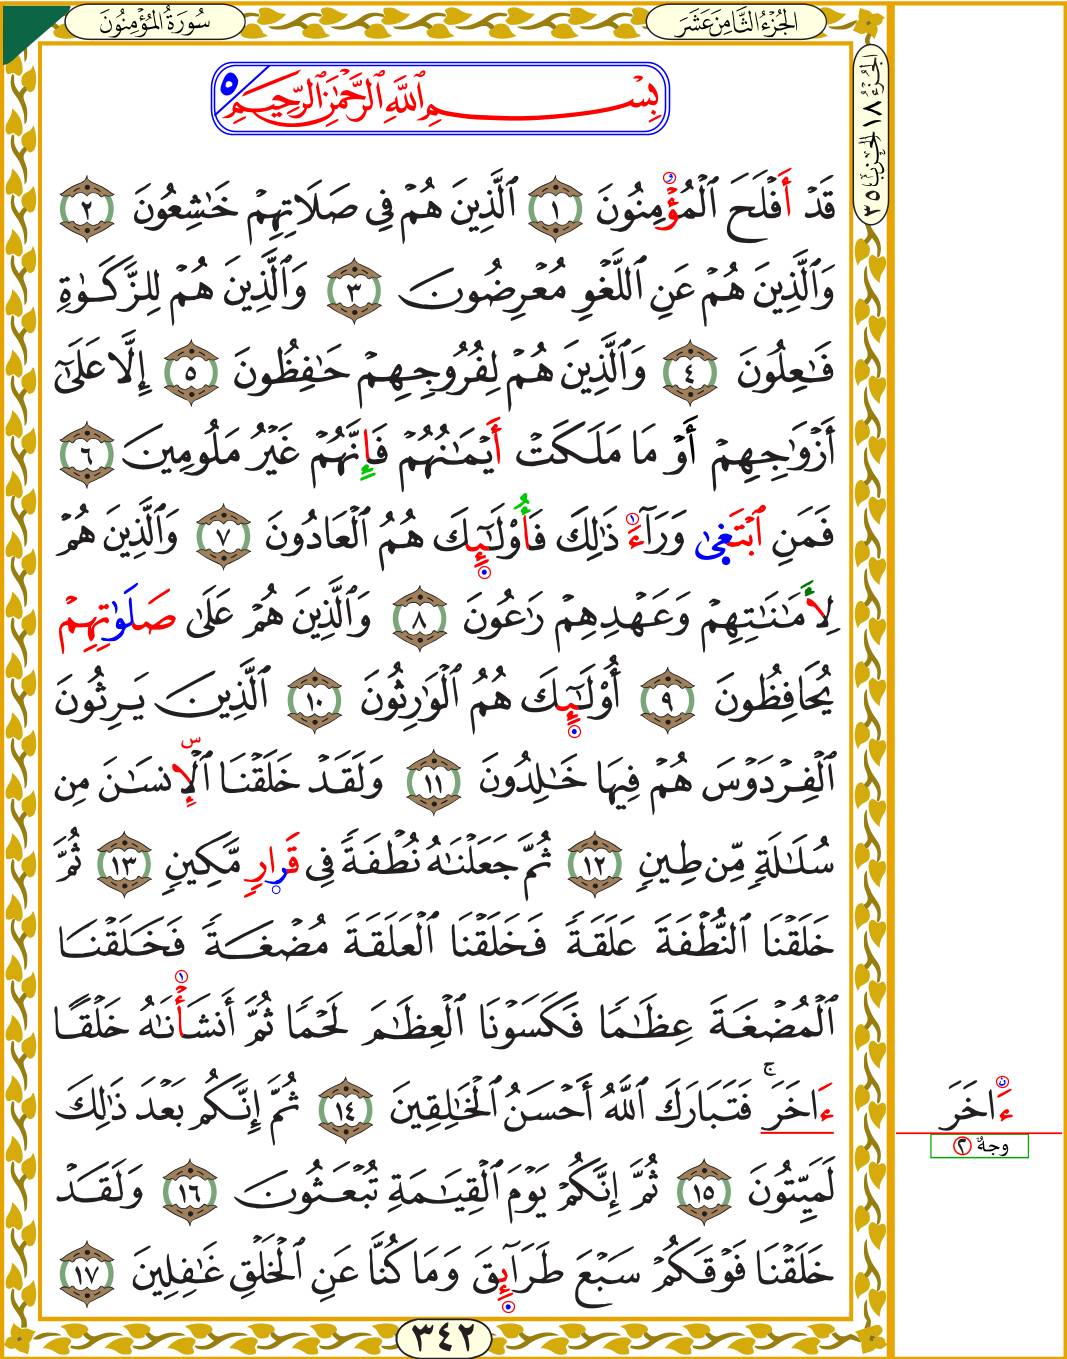 سُورَةُ المُؤْمِنُونَ
الجُزْءُ الثَّامِنَ عَشَرَ
الجُزْءُ ١٨ الحِزْبُ ٣٥
بِسْمِ ٱللَّهِ ٱلرَّحْمَٰنِ ٱلرَّحِيمِ ٥
قَدْ أَفْلَحَ ٱلْمُؤْمِنُونَ ١ ٱلَّذِينَ هُمْ فِى صَلَاتِهِمْ خَٰشِعُونَ ٢
وَٱلَّذِينَ هُمْ عَنِ ٱللَّغْوِ مُعْرِضُونَ ٣ وَٱلَّذِينَ هُمْ لِلزَّكَوٰةِ
فَٰعِلُونَ ٤ وَٱلَّذِينَ هُمْ لِفُرُوجِهِمْ حَٰفِظُونَ ٥ إِلَّا عَلَىٰٓ
أَزْوَٰجِهِمْ أَوْ مَا مَلَكَتْ أَيْمَٰنُهُمْ فَإِنَّهُمْ غَيْرُ مَلُومِينَ ٦
فَمَنِ ٱبْتَغَىٰ وَرَآءَ ذَٰلِكَ فَأُو۟لَٰٓئِكَ هُمُ ٱلْعَادُونَ ٧ وَٱلَّذِينَ هُمْ
لِأَمَٰنَٰتِهِمْ وَعَهْدِهِمْ رَٰعُونَ ٨ وَٱلَّذِينَ هُمْ عَلَىٰ صَلَوَٰتِهِمْ
يُحَافِظُونَ ٩ أُو۟لَٰٓئِكَ هُمُ ٱلْوَٰرِثُونَ ١٠ ٱلَّذِينَ يَرِثُونَ
ٱلْفِرْدَوْسَ هُمْ فِيهَا خَٰلِدُونَ ١١ وَلَقَدْ خَلَقْنَا ٱلْإِنسَٰنَ مِن
سُلَٰلَةٍ مِّن طِينٍ ١٢ ثُمَّ جَعَلْنَٰهُ نُطْفَةً فِى قَرَارٍ مَّكِينٍ ١٣ ثُمَّ
خَلَقْنَا ٱلنُّطْفَةَ عَلَقَةً فَخَلَقْنَا ٱلْعَلَقَةَ مُضْغَةً فَخَلَقْنَا
ٱلْمُضْغَةَ عِظَٰمًا فَكَسَوْنَا ٱلْعِظَٰمَ لَحْمًا ثُمَّ أَنشَأْنَٰهُ خَلْقًا
ءَاخَرَ ۚ فَتَبَارَكَ ٱللَّهُ أَحْسَنُ ٱلْخَٰلِقِينَ ١٤ ثُمَّ إِنَّكُم بَعْدَ ذَٰلِكَ
لَمَيِّتُونَ ١٥ ثُمَّ إِنَّكُمْ يَوْمَ ٱلْقِيَٰمَةِ تُبْعَثُونَ ١٦ وَلَقَدْ
خَلَقْنَا فَوْقَكُمْ سَبْعَ طَرَآئِقَ وَمَا كُنَّا عَنِ ٱلْخَلْقِ غَٰفِلِينَ ١٧
ءَاخَرَ
وجهٌ ٢
٣٤٢